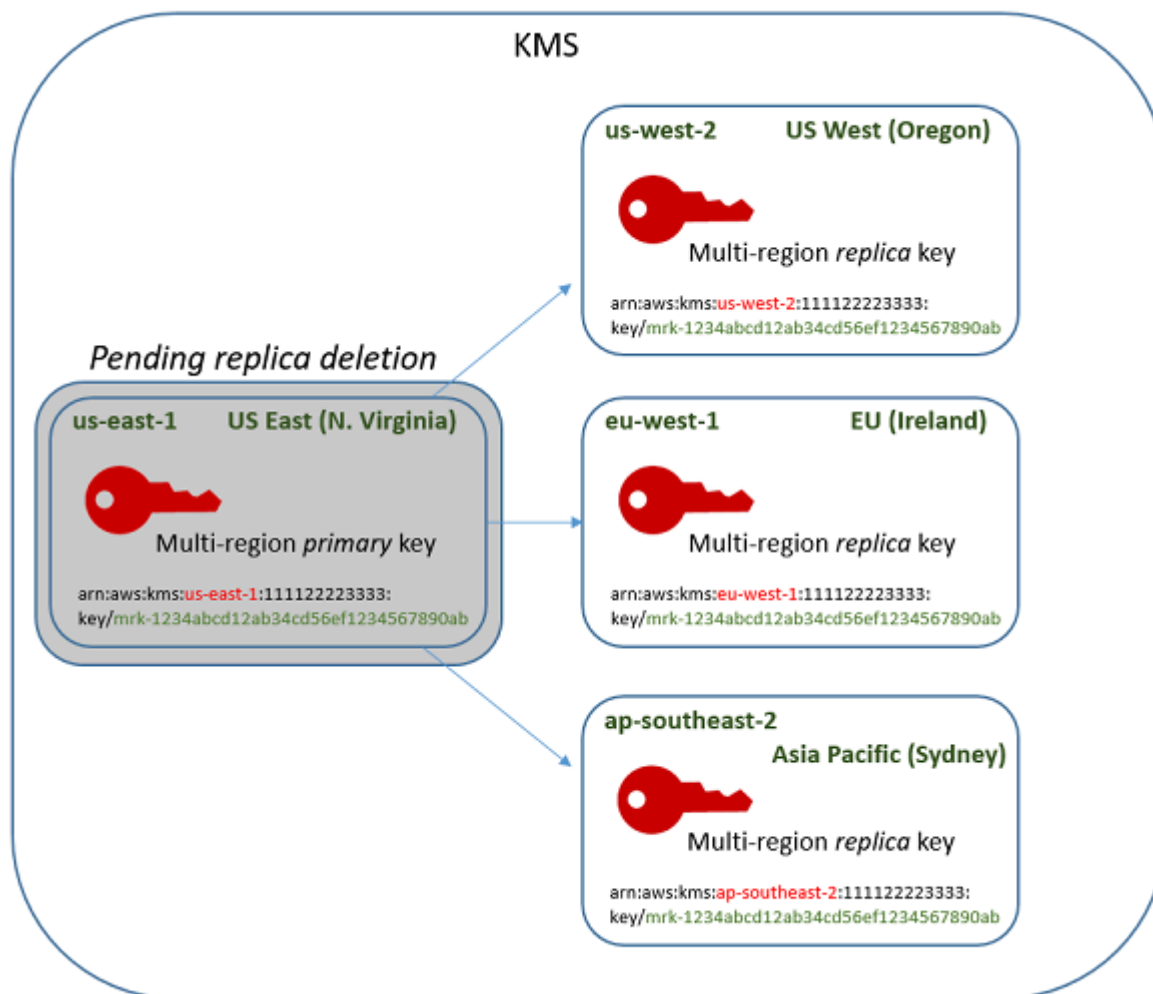 KMS
us-west-2 US West (Oregon)
Multi-region replica key
arn:aws:kms:us-west-2:111122223333:
key/mrk-1234abcd12ab34cd56ef1234567890ab
Pending replica deletion
us-east-1 US East (N. Virginia)
Multi-region primary key
arn:aws:kms:us-east-1:111122223333:
key/mrk-1234abcd12ab34cd56ef1234567890ab
eu-west-1 EU (Ireland)
Multi-region replica key
arn:aws:kms:eu-west-1:111122223333:
key/mrk-1234abcd12ab34cd56ef1234567890ab
ap-southeast-2
Asia Pacific (Sydney)
Multi-region replica key
arn:aws:kms:ap-southeast-2:111122223333:
key/mrk-1234abcd12ab34cd56ef1234567890ab